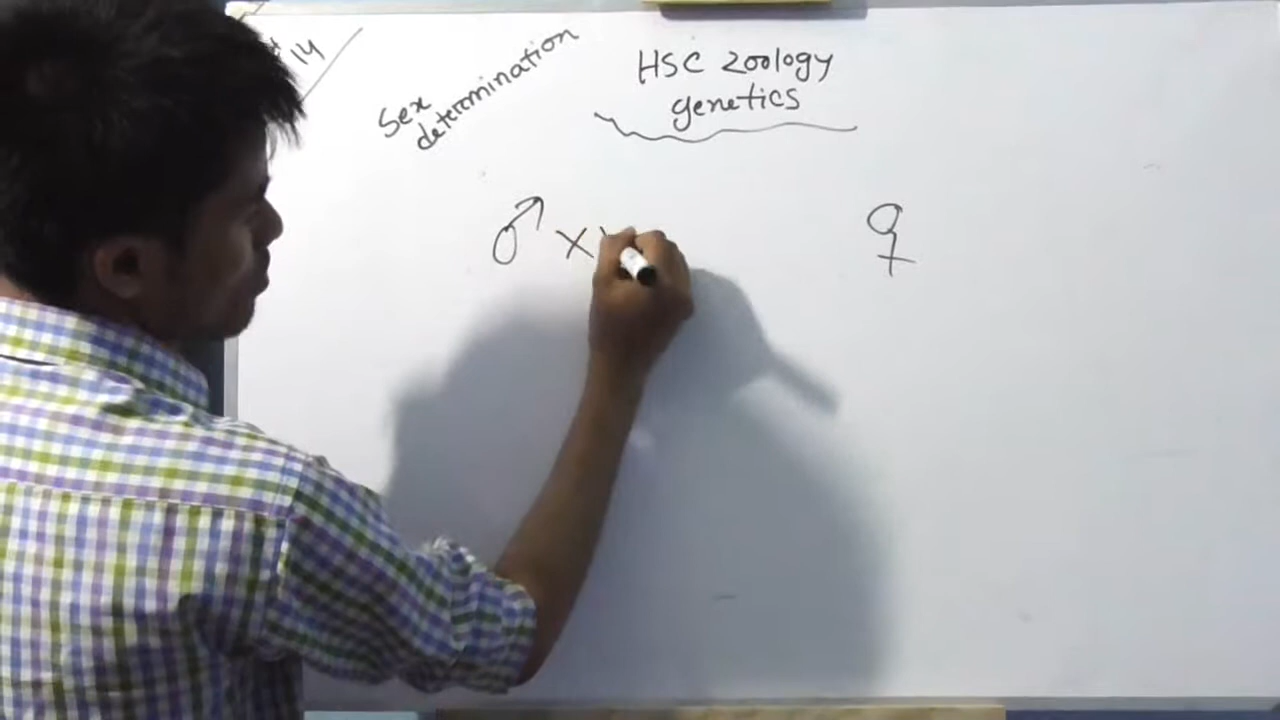 14
Sex
determination
HSC zoology
genetics
♂ X
♀